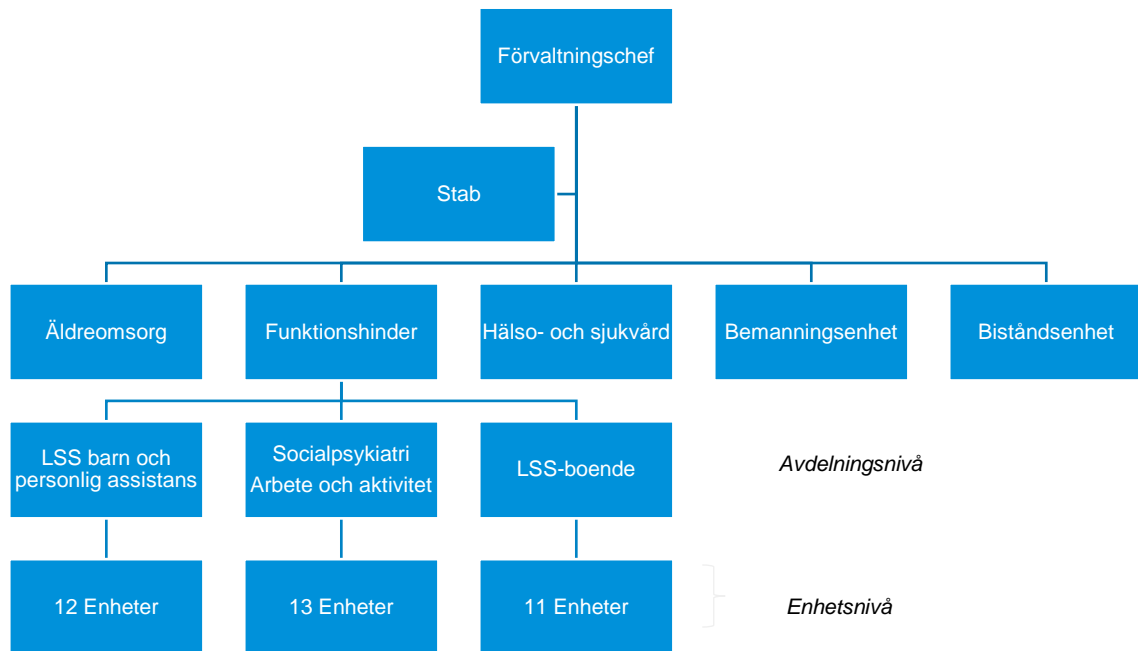 Förvaltningschef
Stab
Äldreomsorg
Funktionshinder
Hälso- och sjukvård
Bemanningsenhet
Biståndsenhet
LSS barn och
personlig assistans
Socialpsykiatri
Arbete och aktivitet
LSS-boende
Avdelningsnivå
12 Enheter
13 Enheter
11 Enheter
Enhetsnivå